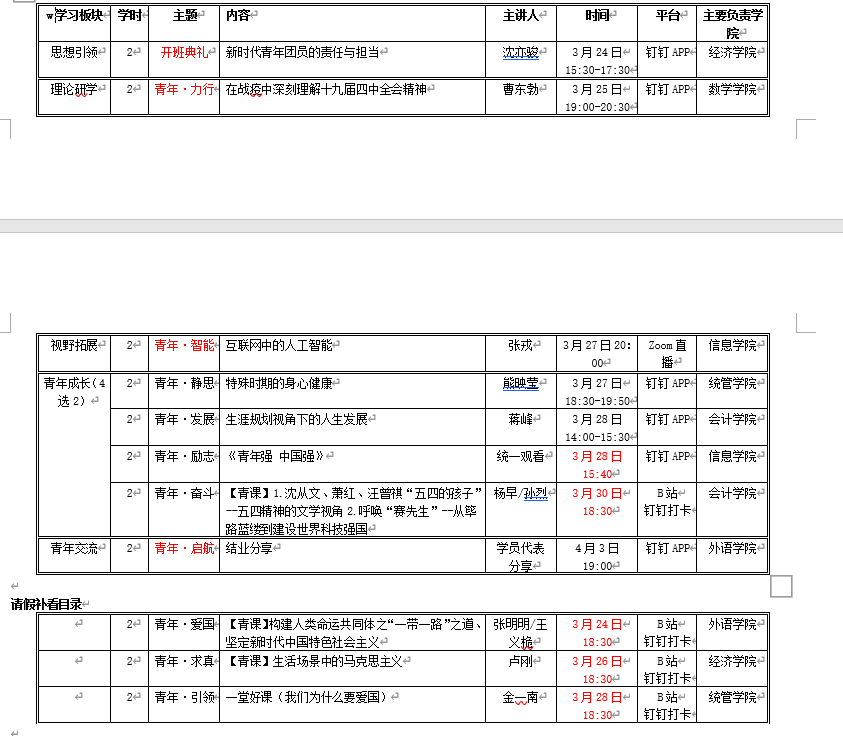 w学习板块 学时 主题 内容 主讲人 时间 平台 主要负责学
院
思想引领 2 开班典礼 新时代青年团员的责任与担当 沈亦骏 3月24日 钉钉APP 经济学院
15:30-17:30
理论研学 2 青年·力行 在战疫中深刻理解十九届四中全会精神 曹东勃 3月25日 钉钉APP 数学学院
19:00-20:30
视野拓展 2 青年·智能 互联网中的人工智能 张戎 3月27日20: Zoom直 信息学院
00 播
青年成长(4 2 青年·静思 特殊时期的身心健康 熊映莹 3月27日 钉钉APP 统管学院
选2) 18:30-19:50
2 青年·发展 生涯规划视角下的人生发展 蒋峰 3月28日 钉钉APP 会计学院
14:00-15:30
2 青年·励志 《青年强 中国强》 统一观看 3月28日 钉钉APP 信息学院
15:40
2 青年·奋斗 【青课】1.沈从文、萧红、汪曾祺“五四的孩子” 杨早/孙烈 3月30日 B站 会计学院
--五四精神的文学视角 2.呼唤“赛先生”--从筚 18:30 钉钉打卡
路蓝缕到建设世界科技强国
青年交流 2 青年·启航 结业分享 学员代表 4月3日 钉钉APP 外语学院
分享 19:00
请假补看目录
2 青年·爱国 【青课】构建人类命运共同体之“一带一路”之道、 张明明/王 3月24日 B站 外语学院
坚定新时代中国特色社会主义 义桅 18:30 钉钉打卡
2 青年·求真 【青课】生活场景中的马克思主义 卢刚 3月26日 B站 经济学院
18:30 钉钉打卡
2 青年·引领 一堂好课（我们为什么要爱国） 金一南 3月28日 B站 统管学院
18:30 钉钉打卡